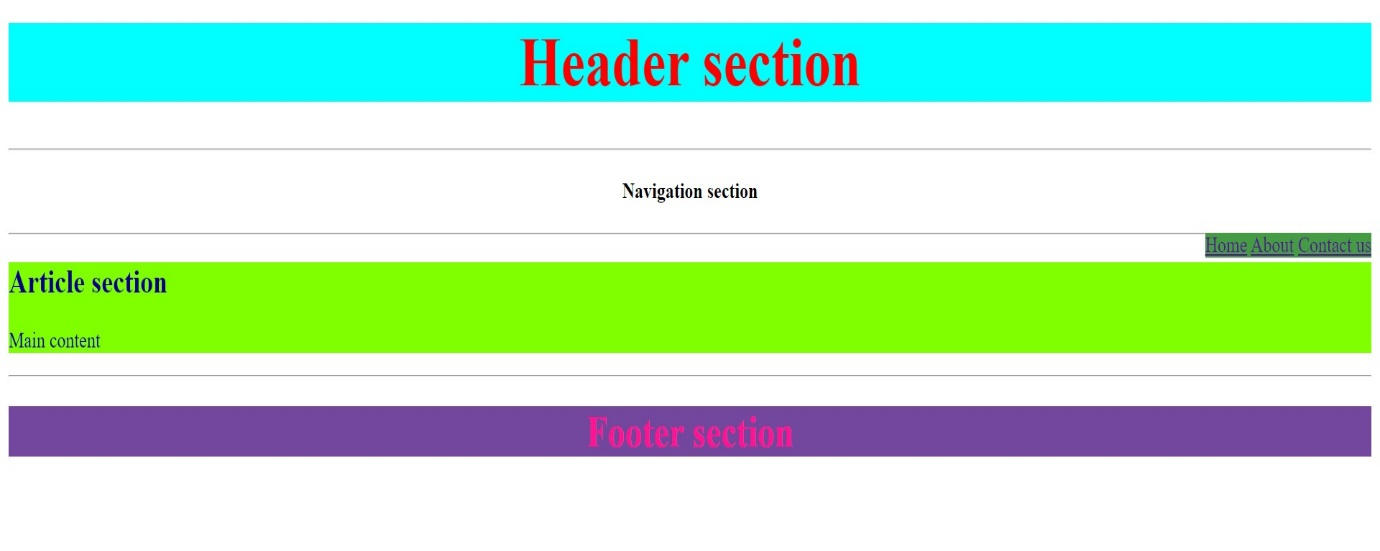 Header section
Navigation section
Home About Contact us
Article section
Main content
Footer section